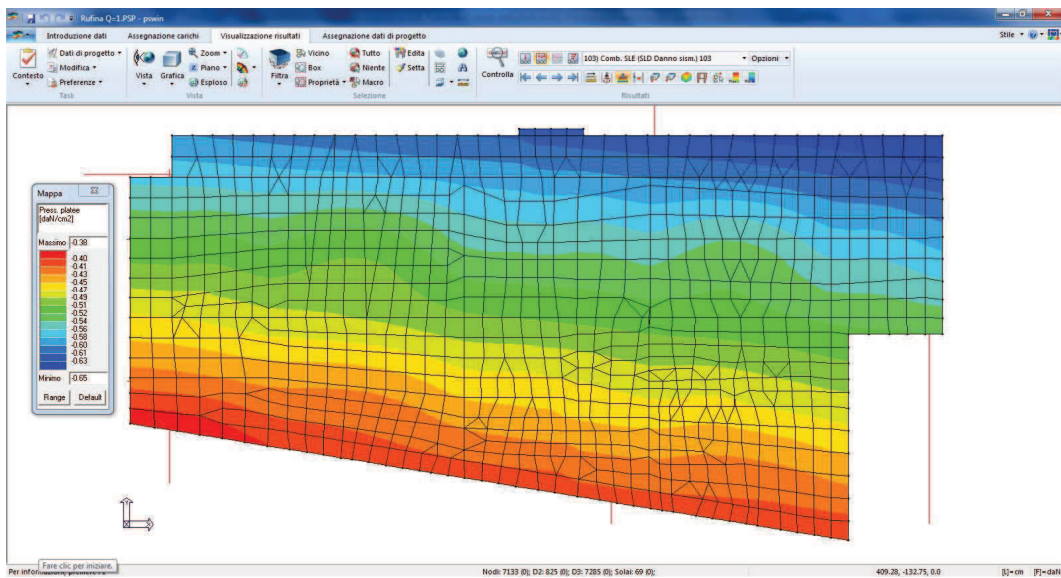 Rufina Q=1.PSP - pswin
Introduzione dati Assegnazione carichi Visualizzazione risultati Assegnazione dati di progetto Stile
Contesto Dati di progetto Modifica Preferenze
Task
Vista Grafica Zoom Piano Esploso
Vista
Filtra Vicino Box Proprietà Tutto Niente Macro Edita Setta
Selezione
Controlla 103) Comb. SLE (SLD Danno sism.) 103 Opzioni
Risultati
Mappa
Press. platee
[daN/cm2]
Massimo -0.38
-0.40
-0.41
-0.43
-0.45
-0.47
-0.49
-0.51
-0.52
-0.54
-0.56
-0.58
-0.60
-0.61
-0.63
Minimo -0.65
Range Default
Y
X
Fare clic per iniziare.
Per infor
Nodi: 7133 (0); D2: 825 (0); D3: 7285 (0); Solai: 69 (0);
409.28, -132.75, 0.0
[L]=cm [F]=dati